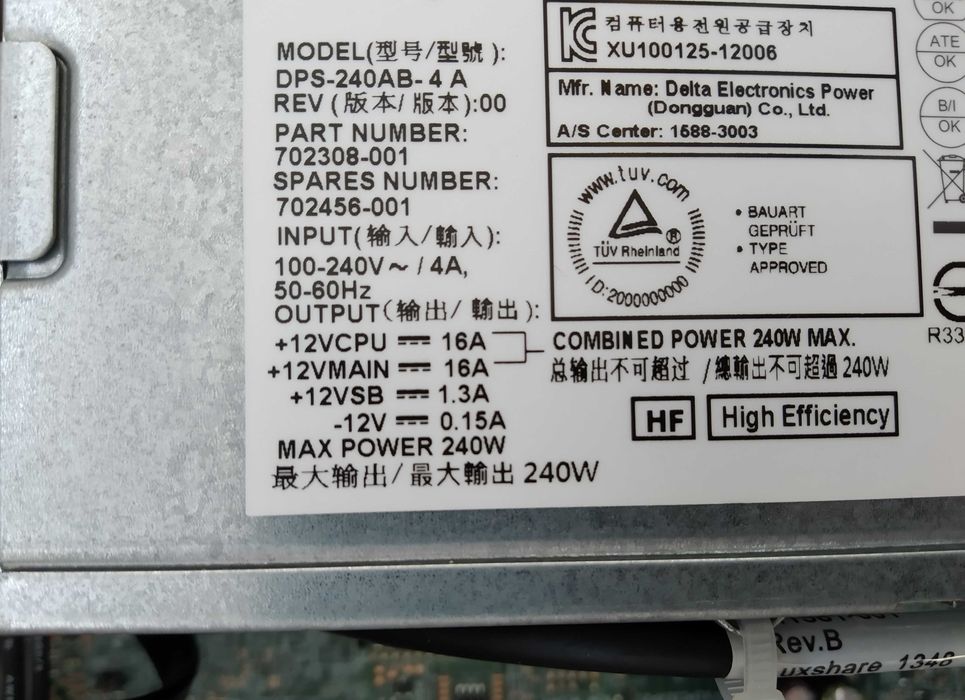 MODEL(型号/型號):
DPS-240AB-4 A
REV(版本/版本):00
PART NUMBER:
702308-001
SPARES NUMBER:
702456-001
INPUT(输入/輸入):
100-240V～ / 4A,
50-60Hz
OUTPUT(输出/輸出):
+12VCPU ⎓ 16A
+12VMAIN ⎓ 16A
+12VSB ⎓ 1.3A
-12V ⎓ 0.15A
MAX POWER 240W
最大输出/最大輸出 240W
컴퓨터용전원공급장치
XU100125-12006
Mfr. Name: Delta Electronics Power
(Dongguan) Co., Ltd.
A/S Center: 1588-3003
www.tuv.com
TÜV Rheinland ®
ID:2000000000
• BAUART
GEPRÜFT
• TYPE
APPROVED
COMBINED POWER 240W MAX.
总输出不可超过 /總輸出不可超過 240W
HF
High Efficiency
OK
ATE
OK
B/I
OK
R33
Rev.B
uxshare 1348